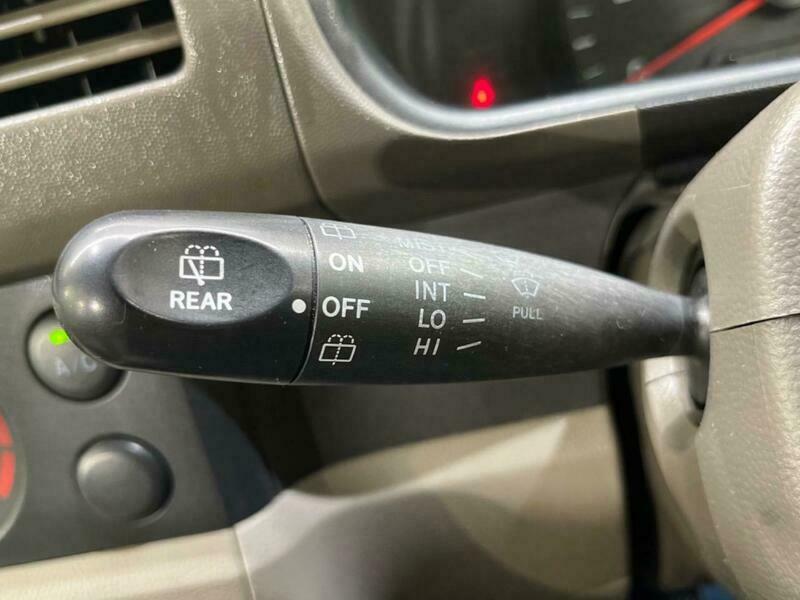 REAR
ON
OFF
MIST
OFF
INT
LO
HI
PULL
A/C